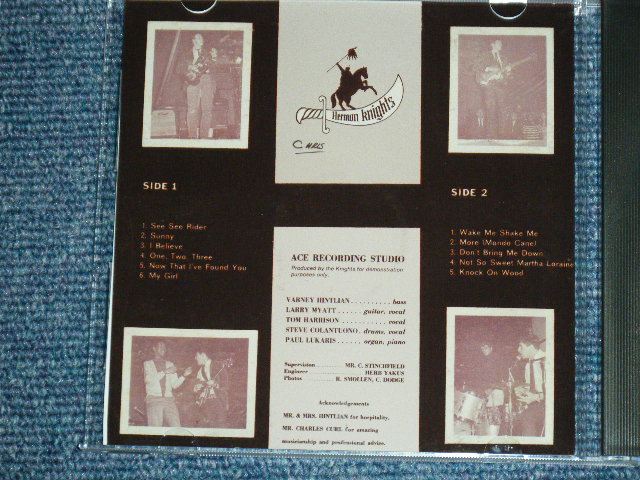 Hermon Knights
CHRIS
SIDE 1
1. See See Rider
2. Sunny
3. I Believe
4. One, Two, Three
5. Now That I've Found You
6. My Girl
SIDE 2
1. Wake Me Shake Me
2. More (Mondo Cane)
3. Don't Bring Me Down
4. Not So Sweet Martha Loraine
5. Knock On Wood
ACE RECORDING STUDIO
Produced by the Knights for demonstration
purposes only.
VARNEY HINTLIAN.......... bass
LARRY MYATT ....... guitar, vocal
TOM HARRISON ............ vocal
STEVE COLANTUONO. drums, vocal
PAUL LUKARIS .... organ, piano
Supervision ........ MR. C. STINCHFIELD
Engineer ............ HERB YAKUS
Photos ........ R. SMOLLEN, C. DODGE
Acknowledgements
MR. & MRS. HINTLIAN for hospitality.
MR. CHARLES CURL for amazing
musicianship and professional advise.